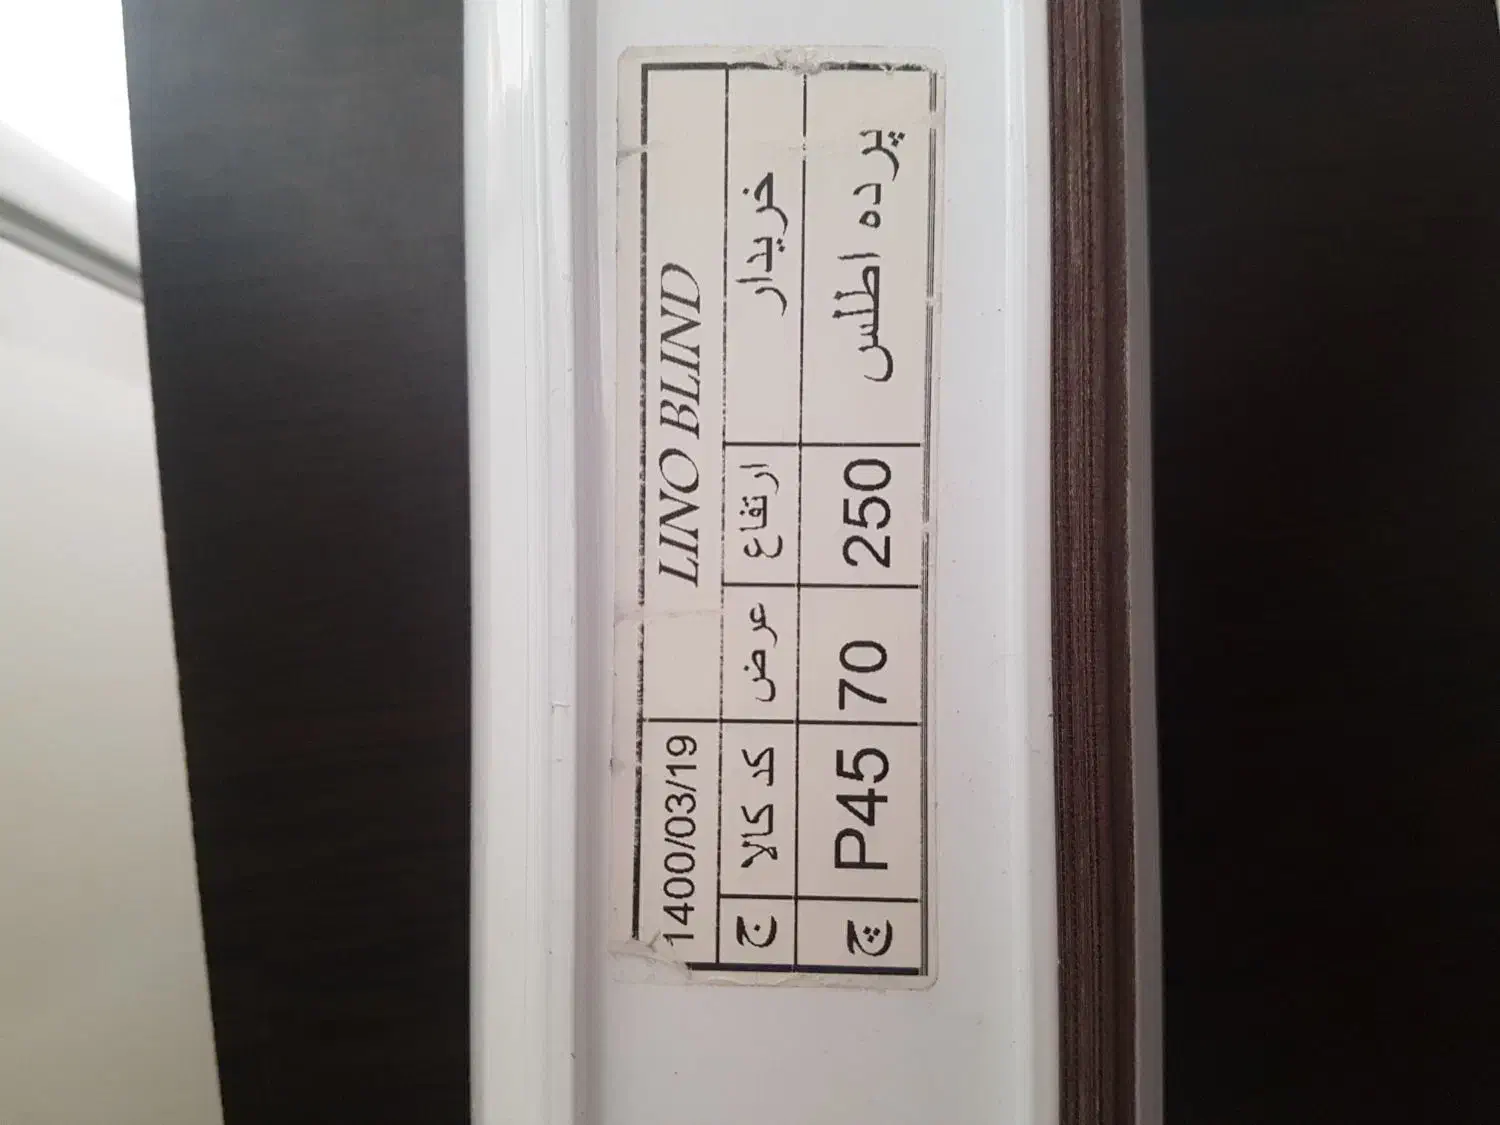 1400/03/19 LINO BLIND
ج کد کالا عرض ارتفاع خریدار
چ P45 70 250 پرده اطلس